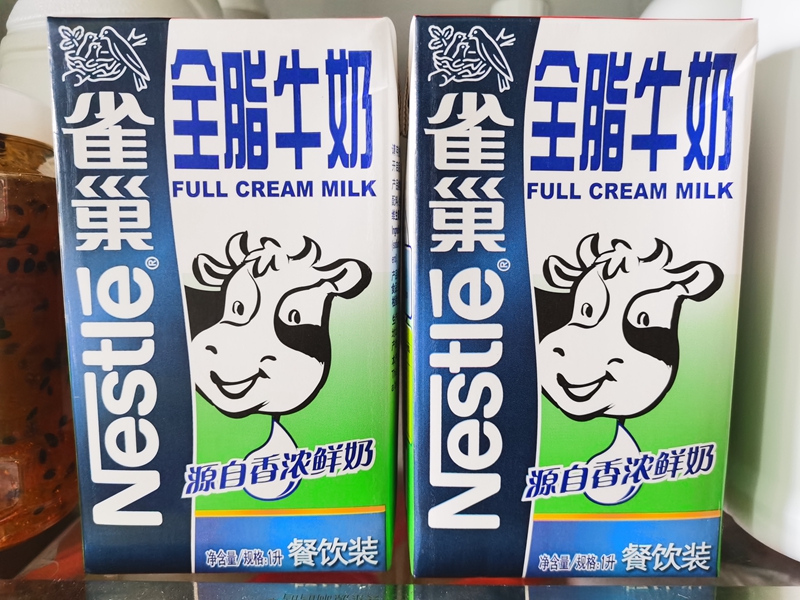 雀巢
Nestlé®
全脂牛奶
FULL CREAM MILK
源自香浓鲜奶
净含量/规格:1升 餐饮装
雀巢
Nestlé®
全脂牛奶
FULL CREAM MILK
源自香浓鲜奶
净含量/规格:1升 餐饮装